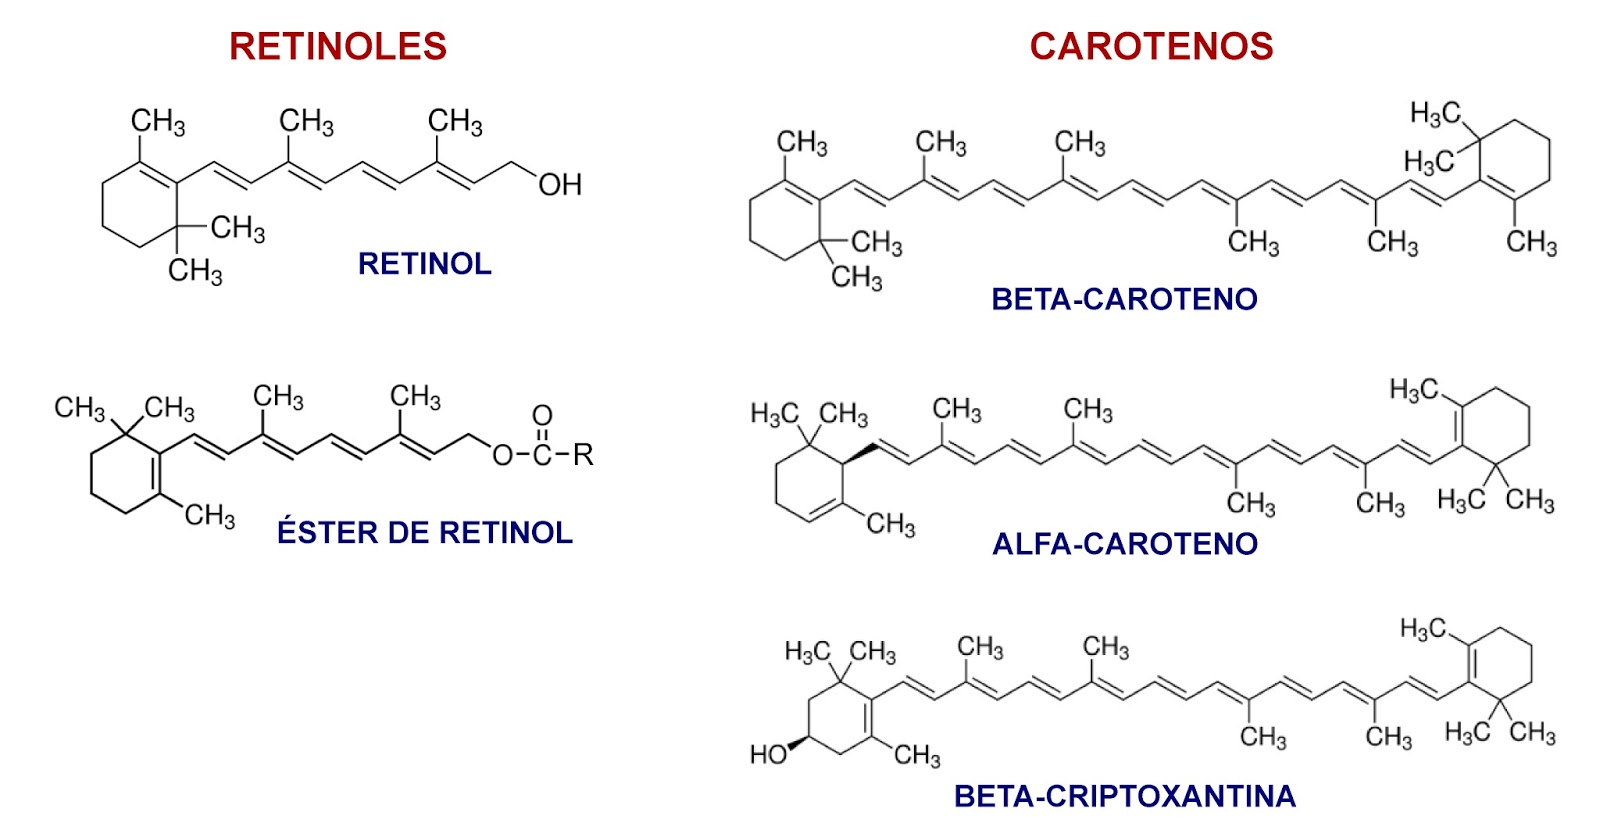 RETINOLES
CH3 CH3 CH3
OH
CH3
CH3
RETINOL
CH3 CH3 CH3 CH3
O
O-C-R
CH3
ÉSTER DE RETINOL
CAROTENOS
H3C
CH3 CH3 CH3
H3C
CH3 CH3 CH3 CH3
CH3
BETA-CAROTENO
H3C
H3C CH3 CH3 CH3
CH3 CH3 H3C CH3
CH3
ALFA-CAROTENO
H3C
H3C CH3 CH3 CH3
CH3 CH3 H3C CH3
HO CH3
BETA-CRIPTOXANTINA